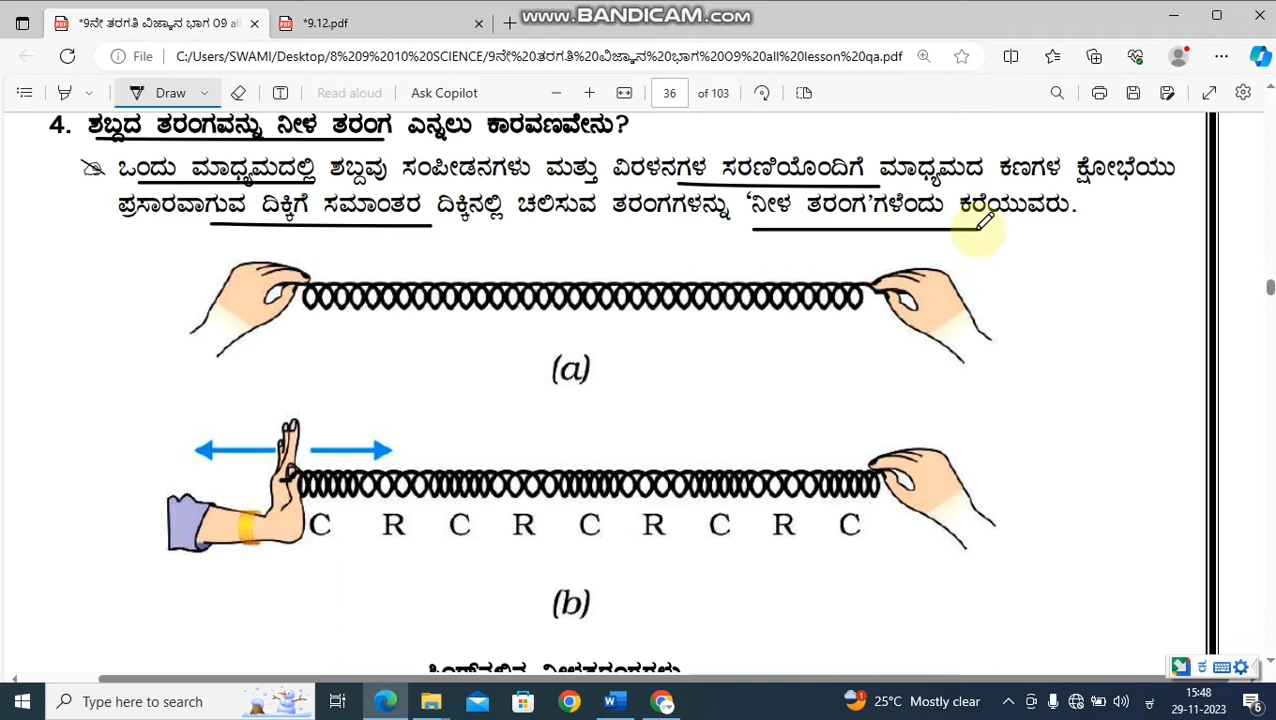 www.BANDICAM.com
*9ನೇ ತರಗತಿ ವಿಜ್ಞಾನ ಭಾಗ 09 all
*9.12.pdf
File
C:/Users/SWAMI/Desktop/8%209%2010%20SCIENCE/9ನೇ%20ತರಗತಿ%20ವಿಜ್ಞಾನ%20ಭಾಗ%20O9%20all%20lesson%20qa.pdf
Draw
Read aloud
Ask Copilot
36
of 103
4. ಶಬ್ದದ ತರಂಗವನ್ನು ನೀಳ ತರಂಗ ಎನ್ನಲು ಕಾರವಣವೇನು?
ಒಂದು ಮಾಧ್ಯಮದಲ್ಲಿ ಶಬ್ದವು ಸಂಪೀಡನಗಳು ಮತ್ತು ವಿರಳನಗಳ ಸರಣಿಯೊಂದಿಗೆ ಮಾಧ್ಯಮದ ಕಣಗಳ ಕ್ಷೋಭೆಯು
ಪ್ರಸಾರವಾಗುವ ದಿಕ್ಕಿಗೆ ಸಮಾಂತರ ದಿಕ್ಕಿನಲ್ಲಿ ಚಲಿಸುವ ತರಂಗಗಳನ್ನು ‘ನೀಳ ತರಂಗ’ಗಳೆಂದು ಕರೆಯುವರು.
(a)
C R C R C R C R C
(b)
Type here to search
25°C Mostly clear
15:48
29-11-2023
6